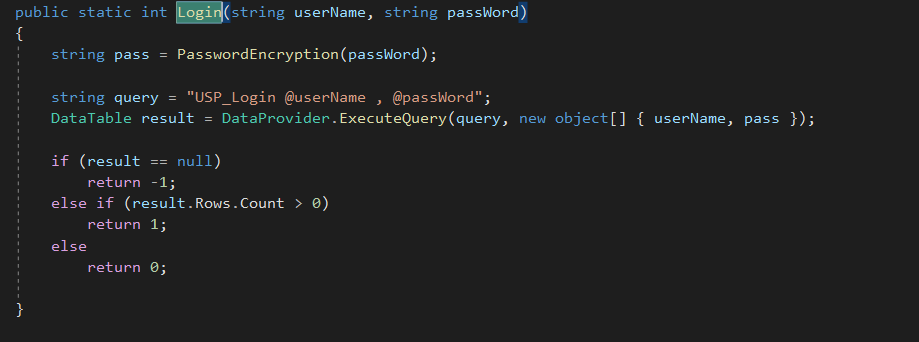 public static int Login(string userName, string passWord)
{
string pass = PasswordEncryption(passWord);
string query = "USP_Login @userName , @passWord";
DataTable result = DataProvider.ExecuteQuery(query, new object[] { userName, pass });
if (result == null)
return -1;
else if (result.Rows.Count > 0)
return 1;
else
return 0;
}